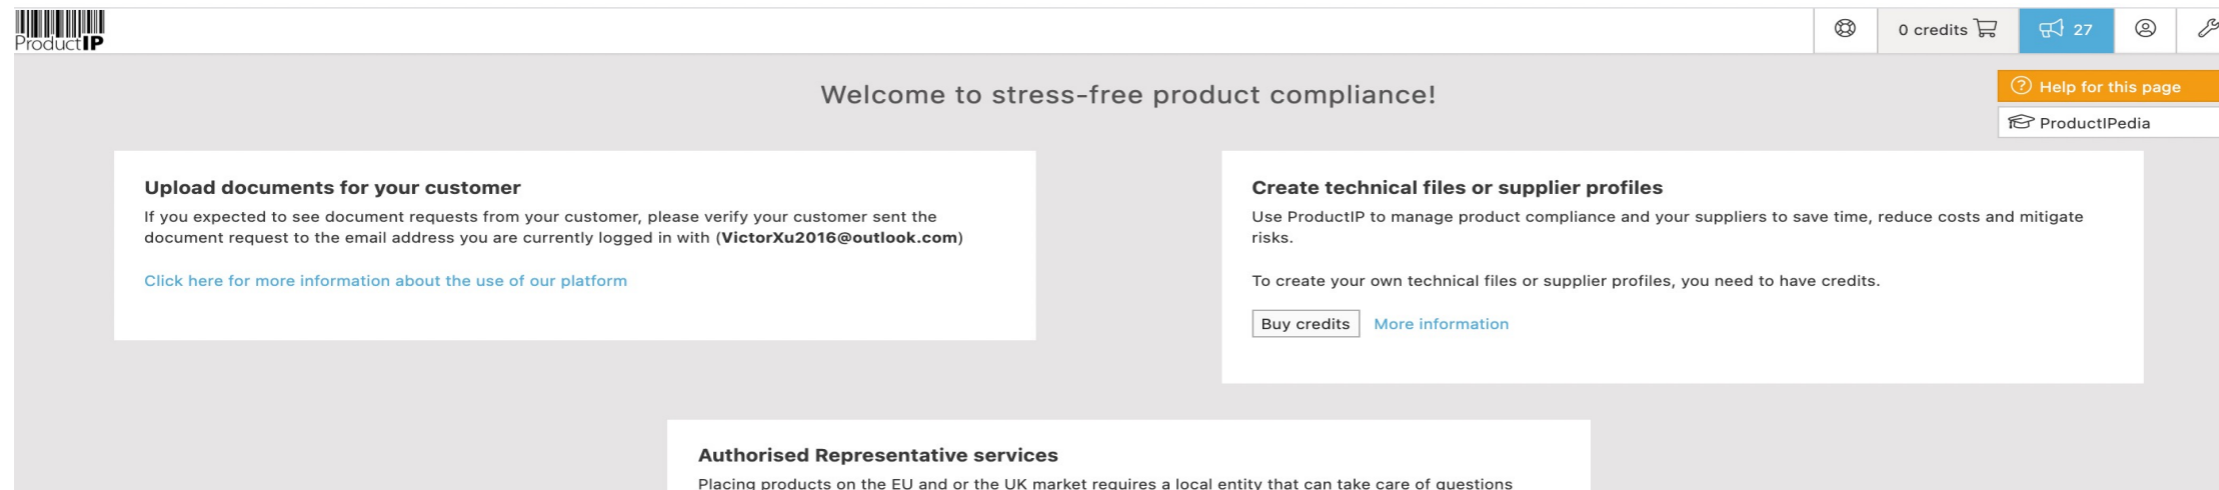 ProductIP
0 credits
27
Welcome to stress-free product compliance!
Help for this page
ProductIPedia
Upload documents for your customer
If you expected to see document requests from your customer, please verify your customer sent the
document request to the email address you are currently logged in with (VictorXu2016@outlook.com)
Click here for more information about the use of our platform
Create technical files or supplier profiles
Use ProductIP to manage product compliance and your suppliers to save time, reduce costs and mitigate
risks.
To create your own technical files or supplier profiles, you need to have credits.
Buy credits
More information
Authorised Representative services
Placing products on the EU and or the UK market requires a local entity that can take care of questions